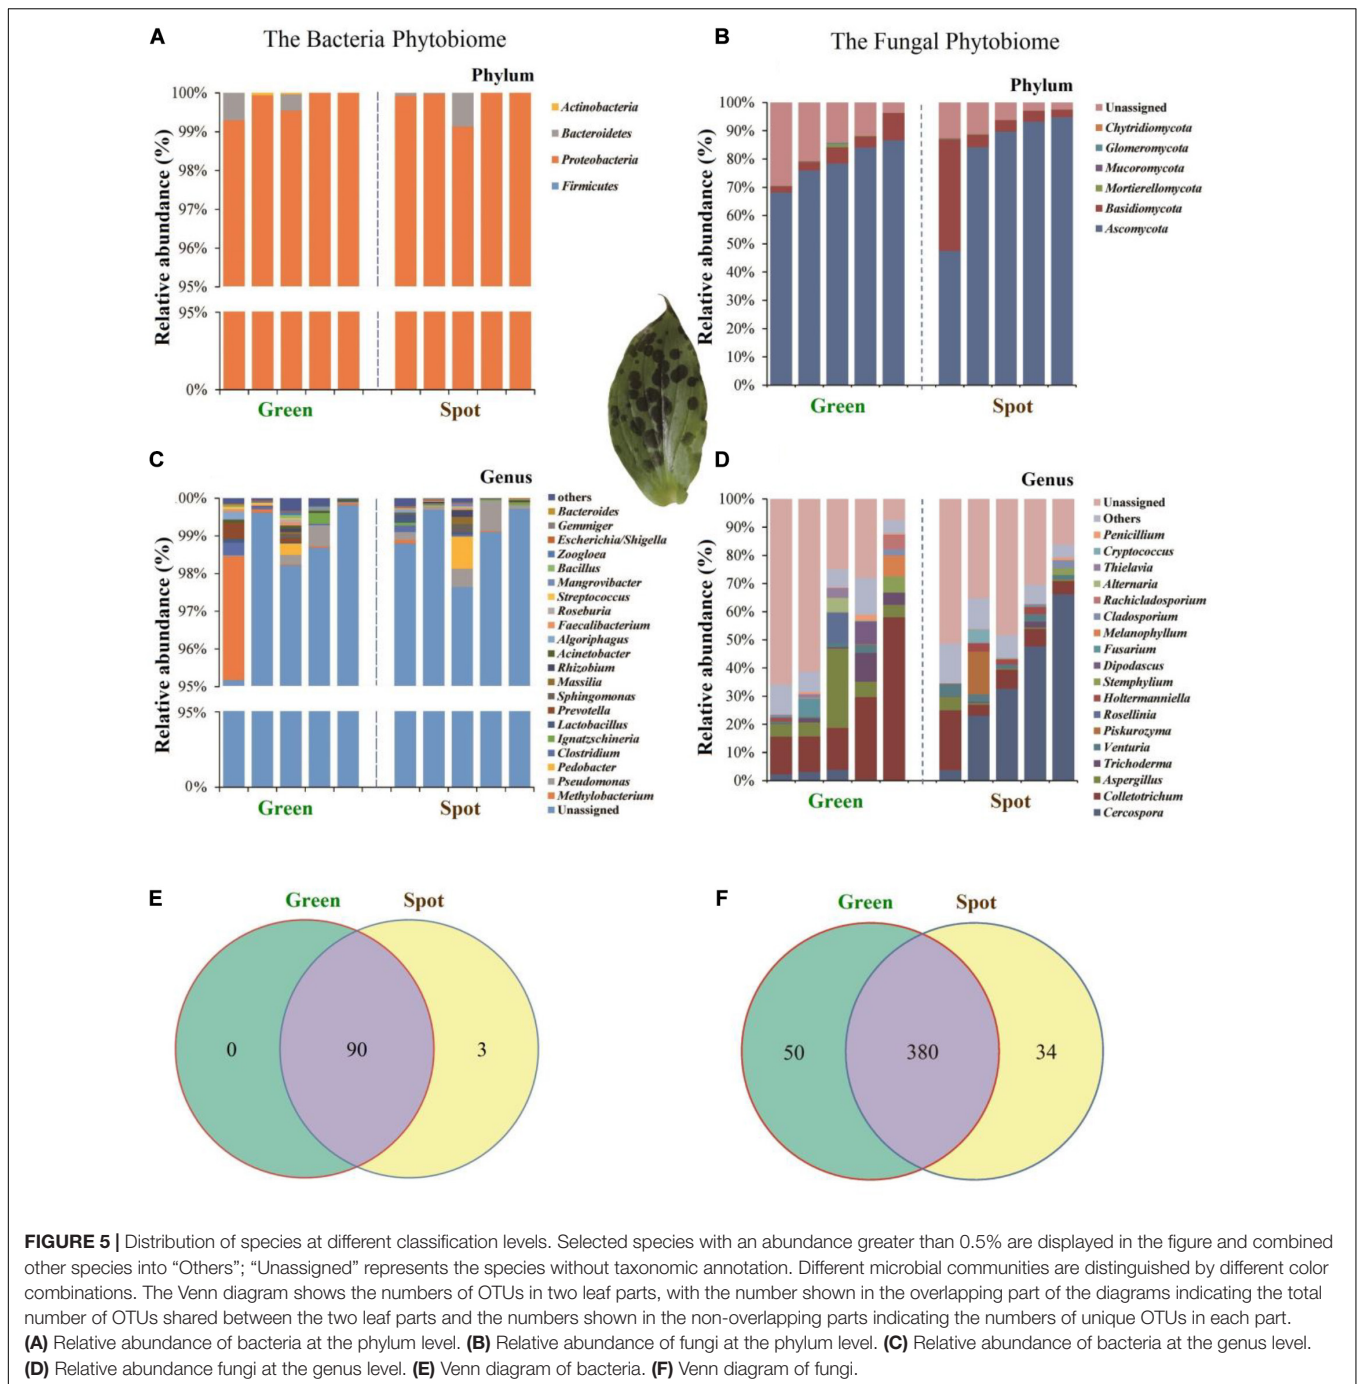 A
The Bacteria Phytobiome
Phylum
100%
99%
98%
97%
96%
95%
95%
0%
Relative abundance (%)
Green
Spot
Actinobacteria
Bacteroidetes
Proteobacteria
Firmicutes
B
The Fungal Phytobiome
Phylum
100%
90%
80%
70%
60%
50%
40%
30%
20%
10%
0%
Relative abundance (%)
Green
Spot
Unassigned
Chytridiomycota
Glomeromycota
Mucoromycota
Mortierellomycota
Basidiomycota
Ascomycota
C
Genus
00%
99%
98%
97%
96%
95%
95%
0%
Relative abundance (%)
Green
Spot
others
Bacteroides
Gemmiger
Escherichia/Shigella
Zoogloea
Bacillus
Mangrovibacter
Streptococcus
Roseburia
Faecalibacterium
Algoriphagus
Acinetobacter
Rhizobium
Massilia
Sphingomonas
Prevotella
Lactobacillus
Ignatzschineria
Clostridium
Pedobacter
Pseudomonas
Methylobacterium
Unassigned
D
Genus
100%
90%
80%
70%
60%
50%
40%
30%
20%
10%
0%
Relative abundance (%)
Green
Spot
Unassigned
Others
Penicillium
Cryptococcus
Thielavia
Alternaria
Rachicladosporium
Cladosporium
Melanophyllum
Fusarium
Dipodascus
Stemphylium
Holtermanniella
Rosellinia
Piskurozyma
Venturia
Trichoderma
Aspergillus
Colletotrichum
Cercospora
E
Green
Spot
0
90
3
F
Green
Spot
50
380
34
FIGURE 5 | Distribution of species at different classification levels. Selected species with an abundance greater than 0.5% are displayed in the figure and combined
other species into “Others”; “Unassigned” represents the species without taxonomic annotation. Different microbial communities are distinguished by different color
combinations. The Venn diagram shows the numbers of OTUs in two leaf parts, with the number shown in the overlapping part of the diagrams indicating the total
number of OTUs shared between the two leaf parts and the numbers shown in the non-overlapping parts indicating the numbers of unique OTUs in each part.
(A) Relative abundance of bacteria at the phylum level. (B) Relative abundance of fungi at the phylum level. (C) Relative abundance of bacteria at the genus level.
(D) Relative abundance fungi at the genus level. (E) Venn diagram of bacteria. (F) Venn diagram of fungi.